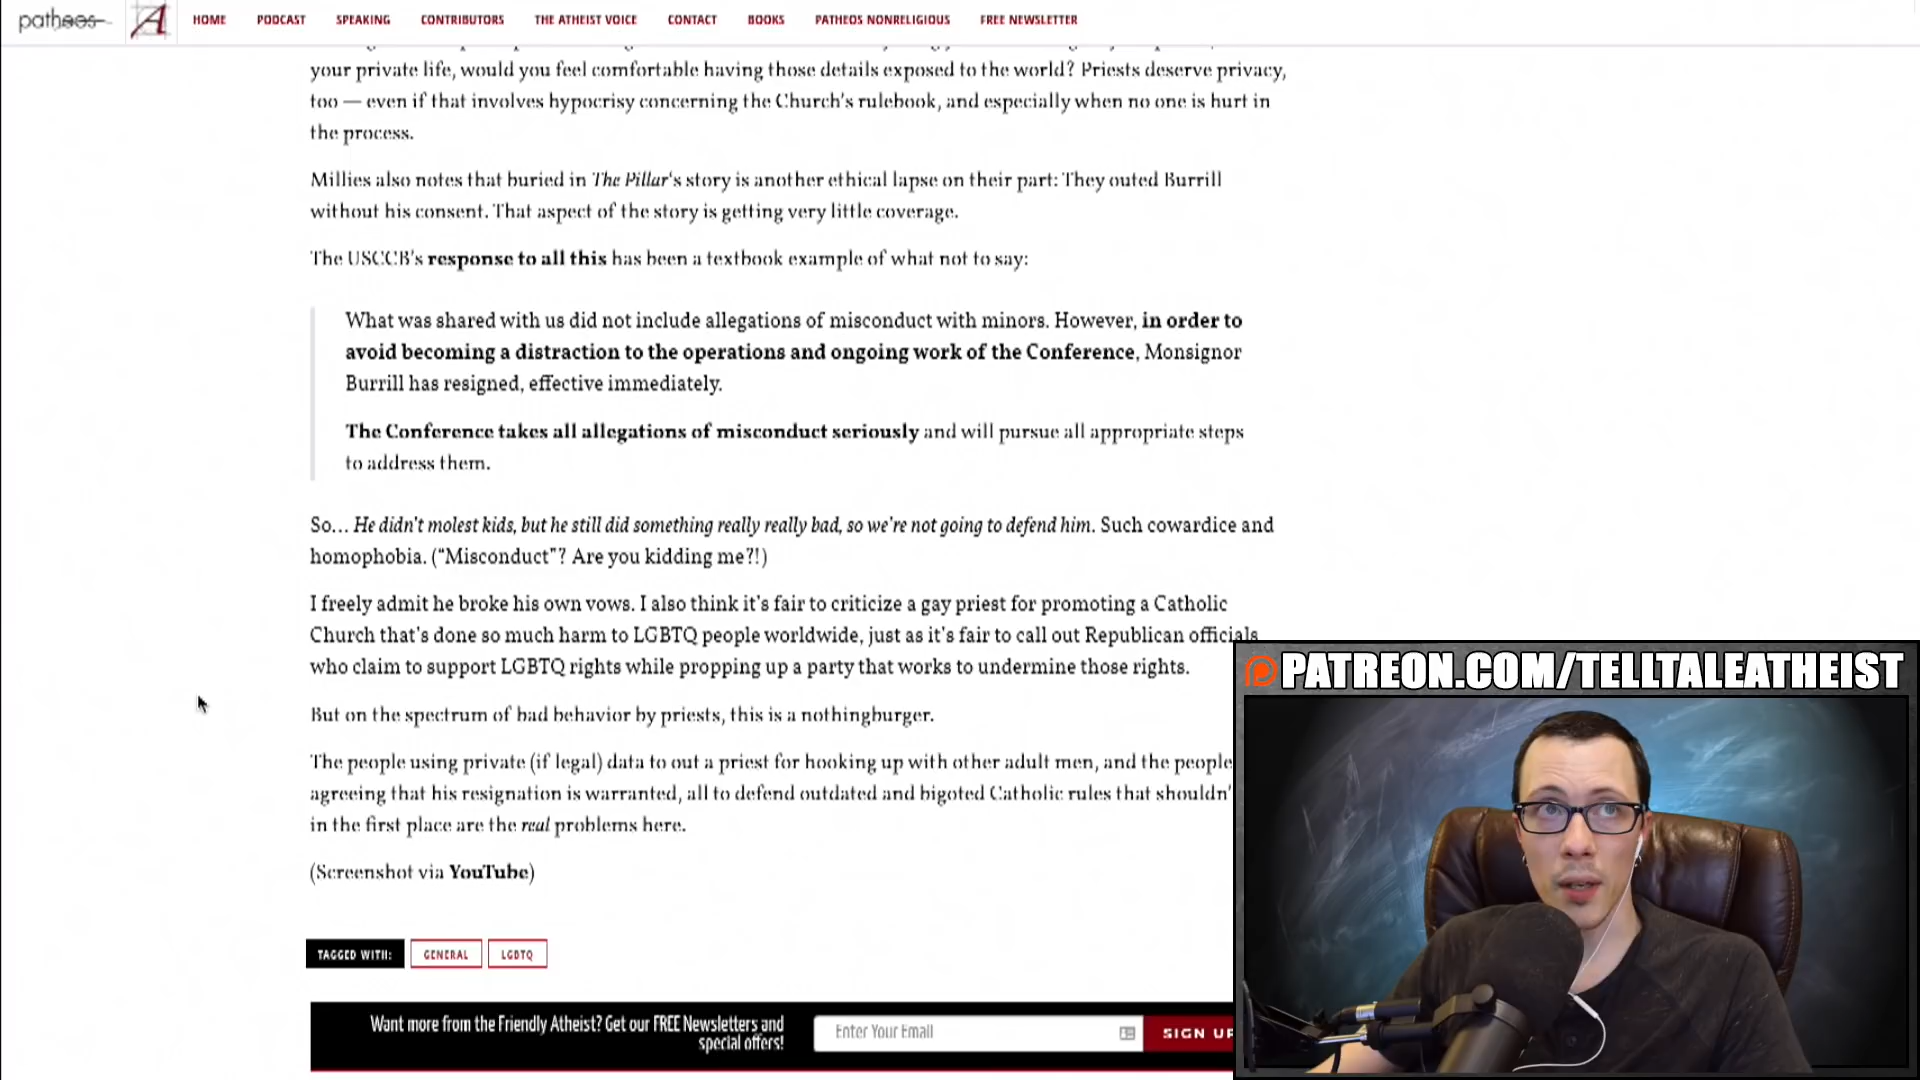 patheos
A
HOME PODCAST SPEAKING CONTRIBUTORS THE ATHEIST VOICE CONTACT BOOKS PATHEOS NONRELIGIOUS FREE NEWSLETTER
your private life, would you feel comfortable having those details exposed to the world? Priests deserve privacy,
too — even if that involves hypocrisy concerning the Church's rulebook, and especially when no one is hurt in
the process.
Millies also notes that buried in The Pillar's story is another ethical lapse on their part: They outed Burrill
without his consent. That aspect of the story is getting very little coverage.
The USCCB's response to all this has been a textbook example of what not to say:
What was shared with us did not include allegations of misconduct with minors. However, in order to
avoid becoming a distraction to the operations and ongoing work of the Conference, Monsignor
Burrill has resigned, effective immediately.
The Conference takes all allegations of misconduct seriously and will pursue all appropriate steps
to address them.
So… He didn't molest kids, but he still did something really really bad, so we're not going to defend him. Such cowardice and
homophobia. (“Misconduct”? Are you kidding me?!)
I freely admit he broke his own vows. I also think it's fair to criticize a gay priest for promoting a Catholic
Church that's done so much harm to LGBTQ people worldwide, just as it's fair to call out Republican officials
who claim to support LGBTQ rights while propping up a party that works to undermine those rights.
But on the spectrum of bad behavior by priests, this is a nothingburger.
The people using private (if legal) data to out a priest for hooking up with other adult men, and the people
agreeing that his resignation is warranted, all to defend outdated and bigoted Catholic rules that shouldn'
in the first place are the real problems here.
(Screenshot via YouTube)
TAGGED WITH: GENERAL LGBTQ
Want more from the Friendly Atheist? Get our FREE Newsletters and
special offers!
Enter Your Email
SIGN UP
PATREON.COM/TELLTALEATHEIST